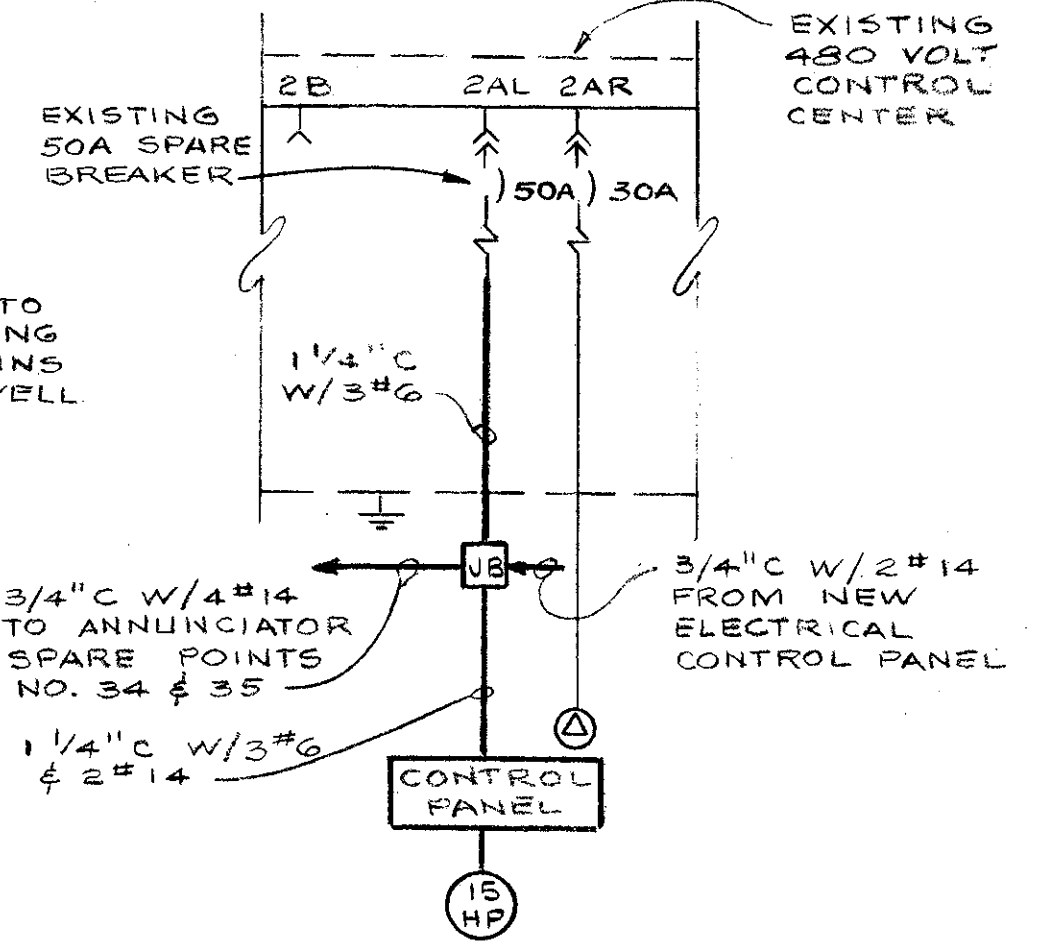 EXISTING
480 VOLT
CONTROL
CENTER
2B
2AL
2AR
EXISTING
50A SPARE
BREAKER
50A
30A
TO
NG
INS
ELL
1 1/4" C
W/3#6
JB
3/4" C W/4#14
TO ANNUNCIATOR
SPARE POINTS
NO. 34 & 35
3/4" C W/2#14
FROM NEW
ELECTRICAL
CONTROL PANEL
1 1/4" C W/3#6
& 2#14
CONTROL
PANEL
15
HP